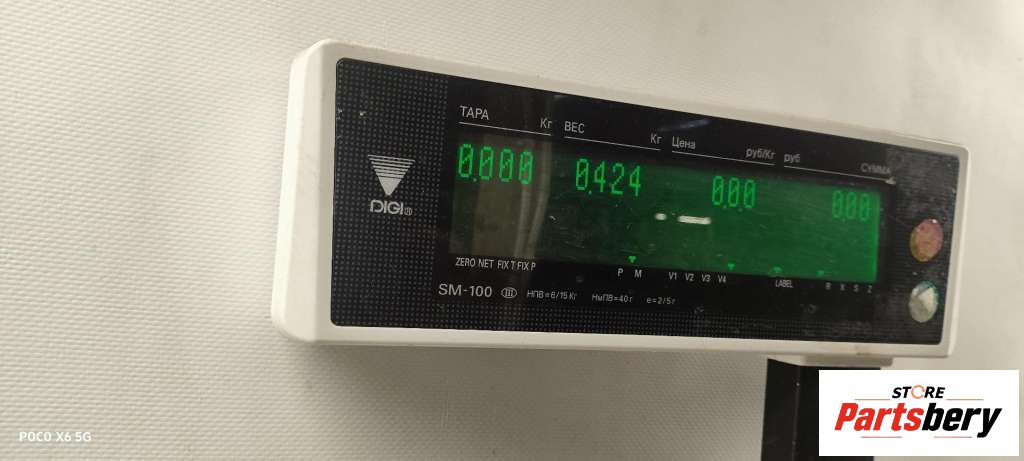 ТАРА Кг ВЕС Кг Цена руб/Кг руб СУММА
0.000 0.424 0.00 0.00
DIGI®
ZERO NET FIX T FIX P P M V1 V2 V3 V4 LABEL R X S Z
SM-100 III НПВ=6/15 Кг НмПВ=40 г e=2/5 г
STORE
Partsbery
POCO X6 5G